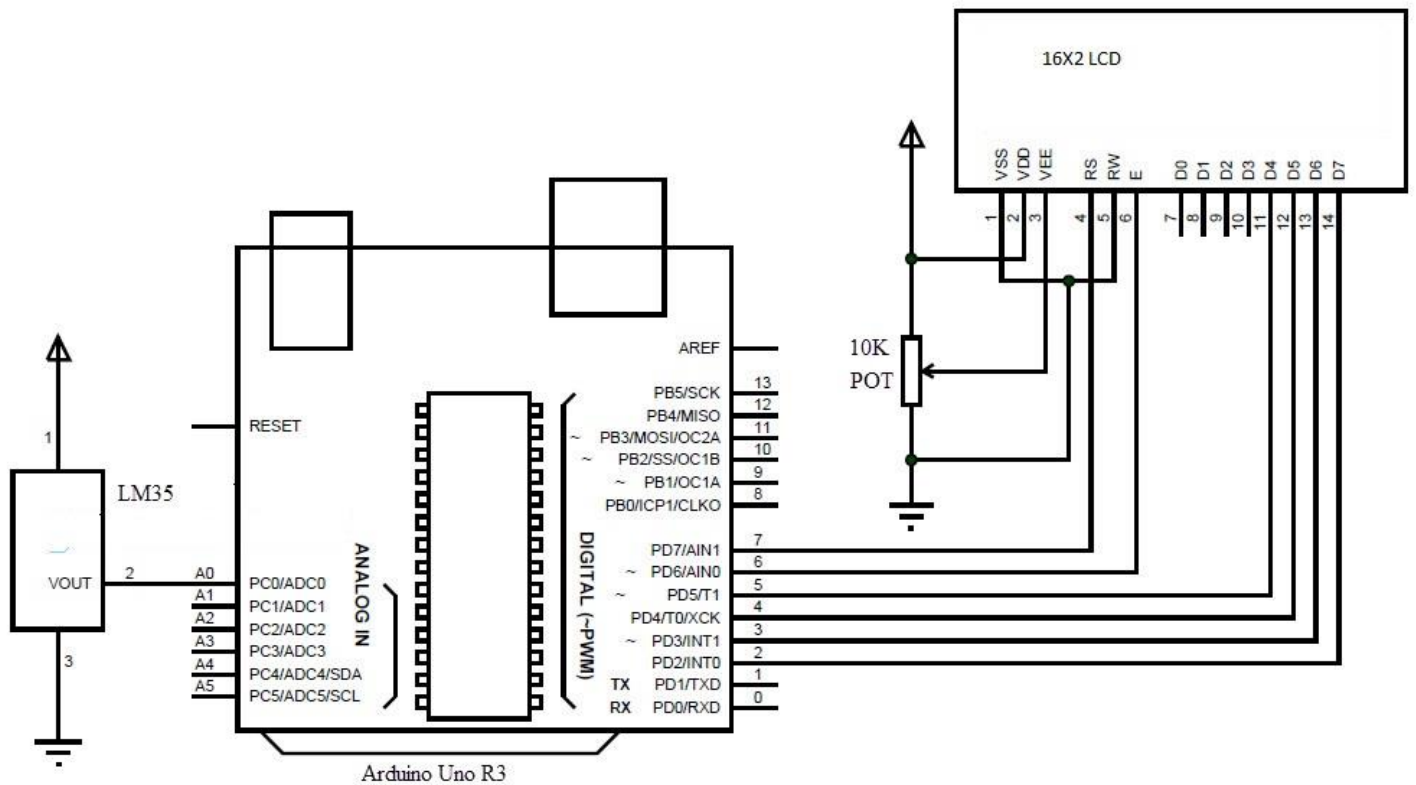 16X2 LCD
VSS
VDD
VEE
RS
RW
E
D0
D1
D2
D3
D4
D5
D6
D7
1
2
3
4
5
6
7
8
9
10
11
12
13
14
10K
POT
1
LM35
VOUT
2
3
RESET
A0
A1
A2
A3
A4
A5
PC0/ADC0
PC1/ADC1
PC2/ADC2
PC3/ADC3
PC4/ADC4/SDA
PC5/ADC5/SCL
ANALOG IN
DIGITAL (~PWM)
AREF
PB5/SCK 13
PB4/MISO 12
~ PB3/MOSI/OC2A 11
~ PB2/SS/OC1B 10
~ PB1/OC1A 9
PB0/ICP1/CLKO 8
PD7/AIN1 7
~ PD6/AIN0 6
~ PD5/T1 5
PD4/T0/XCK 4
~ PD3/INT1 3
PD2/INT0 2
TX PD1/TXD 1
RX PD0/RXD 0
Arduino Uno R3